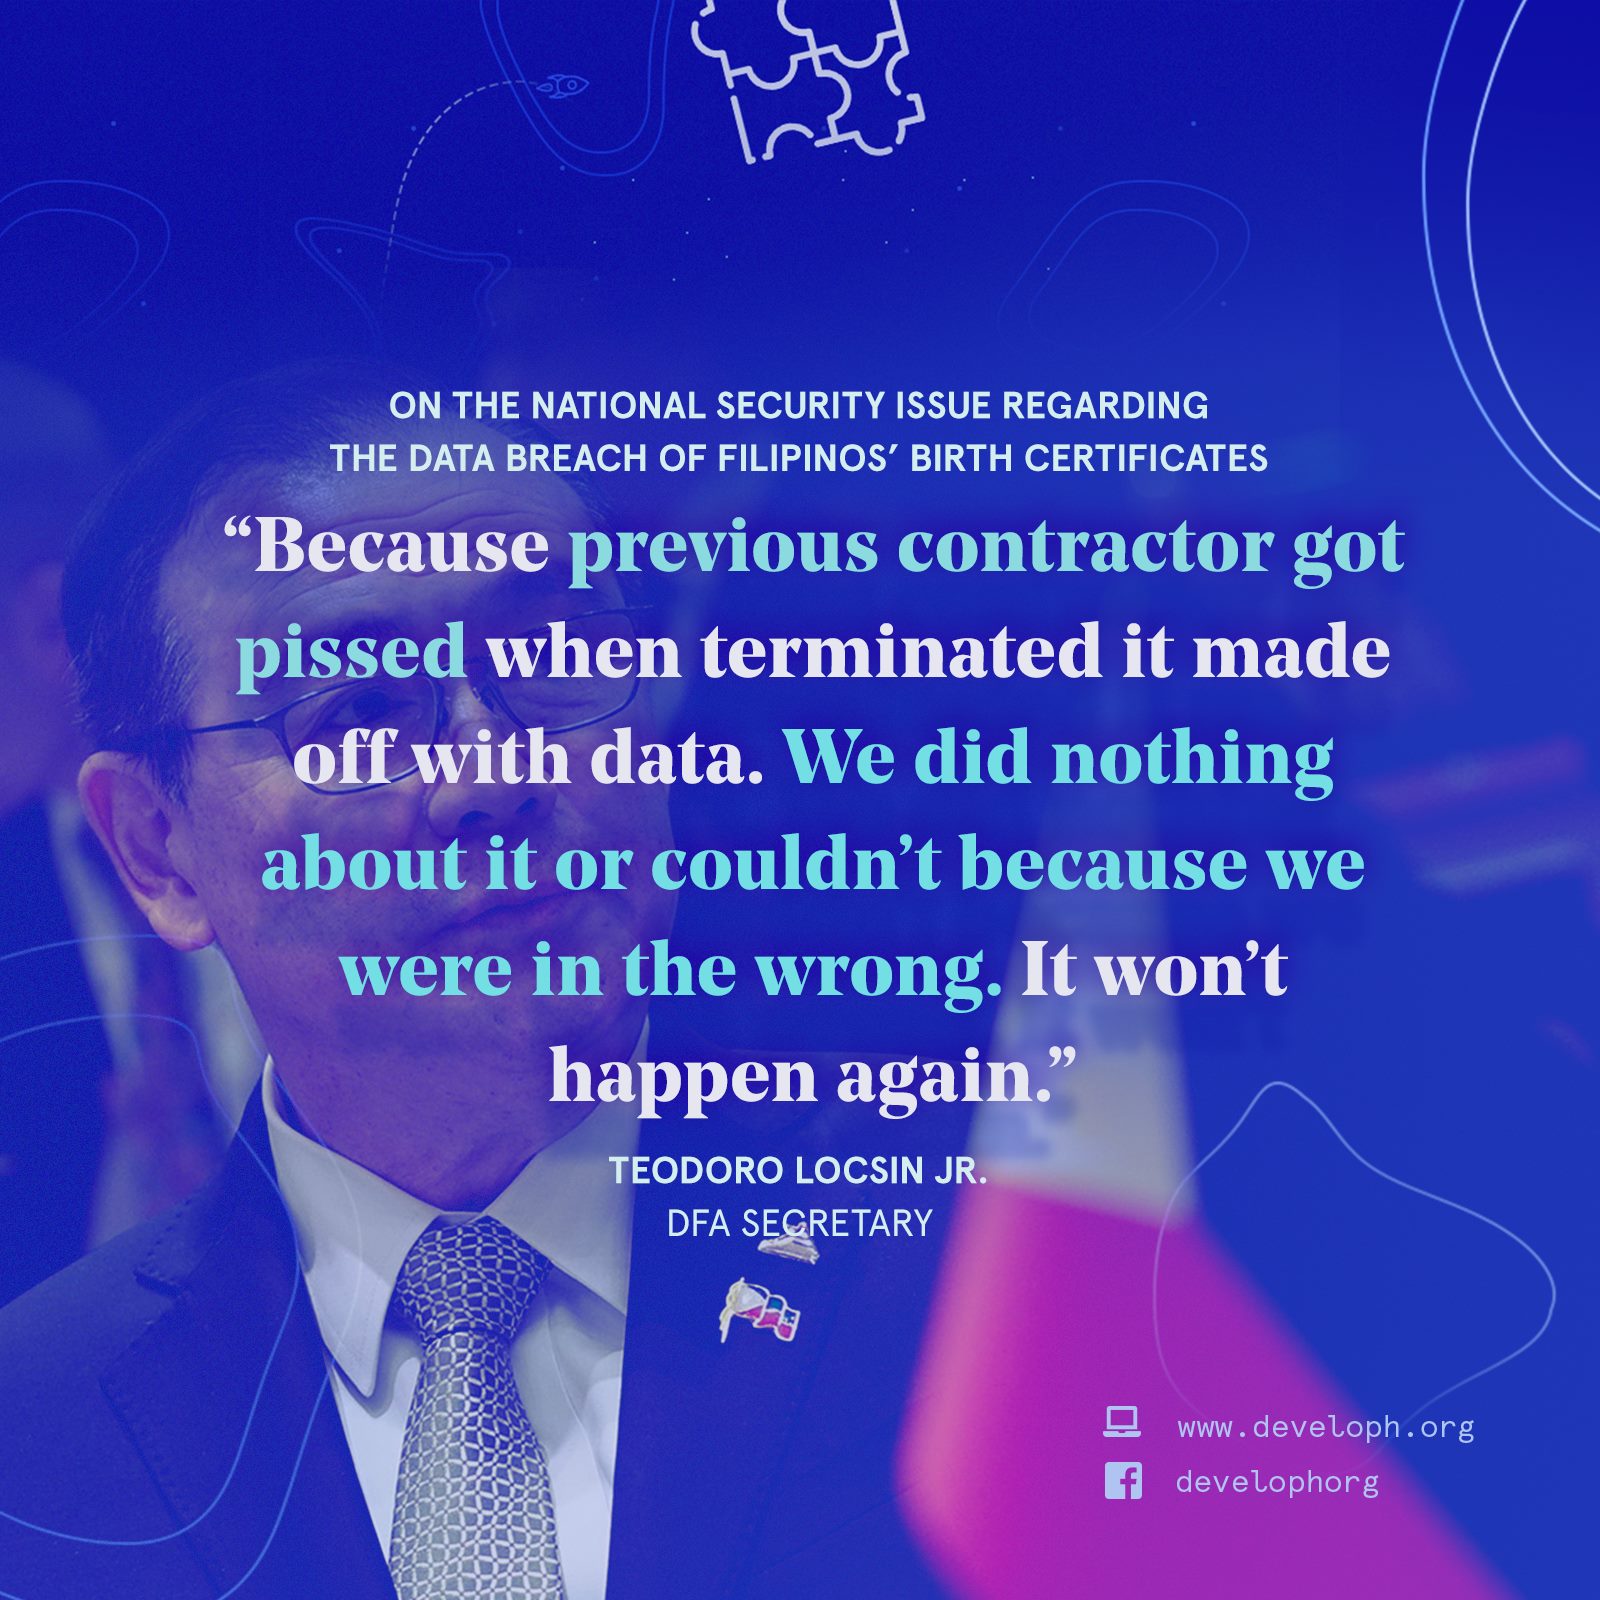 ON THE NATIONAL SECURITY ISSUE REGARDING
THE DATA BREACH OF FILIPINOS’ BIRTH CERTIFICATES
“Because previous contractor got
pissed when terminated it made
off with data. We did nothing
about it or couldn’t because we
were in the wrong. It won’t
happen again.”
TEODORO LOCSIN JR.
DFA SECRETARY
www.developh.org
develophorg